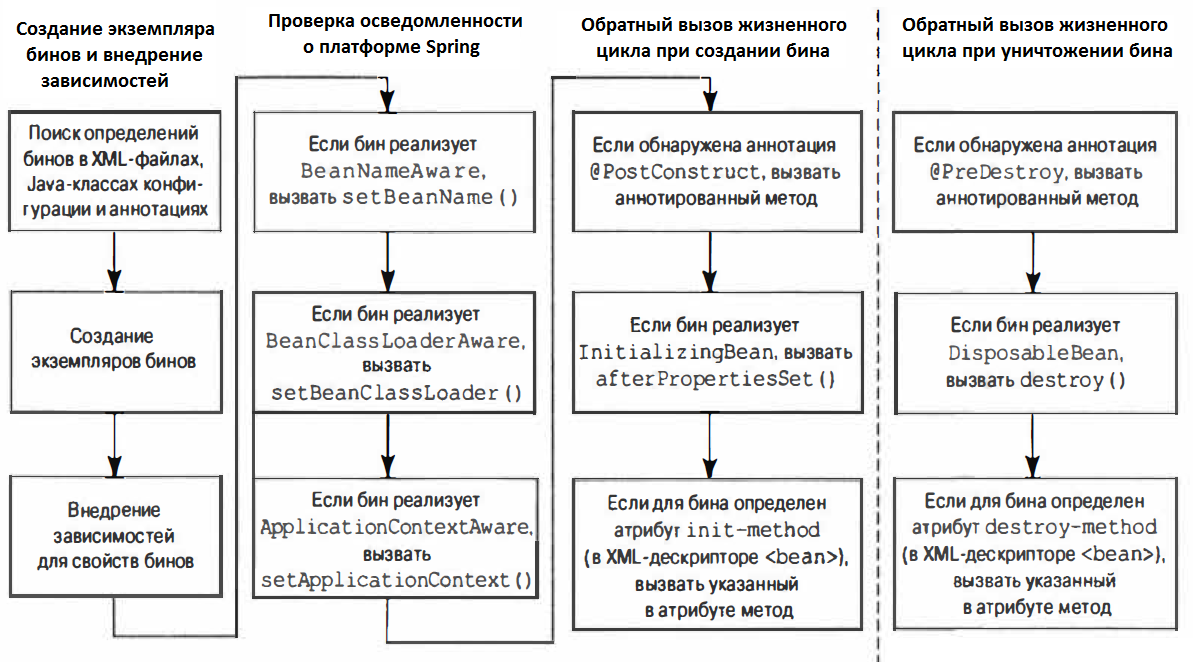 Создание экземпляра
бинов и внедрение
зависимостей
Поиск определений
бинов в XML-файлах,
Java-классах конфи-
гурации и аннотациях
Создание
экземпляров бинов
Внедрение
зависимостей
для свойств бинов
Проверка осведомленности
о платформе Spring
Если бин реализует
BeanNameAware,
вызвать setBeanName()
Если бин реализует
BeanClassLoaderAware,
вызвать
setBeanClassLoader()
Если бин реализует
ApplicationContextAware,
вызвать
setApplicationContext()
Обратный вызов жизненного
цикла при создании бина
Если обнаружена аннотация
@PostConstruct, вызвать
аннотированный метод
Если бин реализует
InitializingBean, вызвать
afterPropertiesSet()
Если для бина определен
атрибут init-method
(в XML-дескрипторе <bean>),
вызвать указанный
в атрибуте метод
Обратный вызов жизненного
цикла при уничтожении бина
Если обнаружена аннотация
@PreDestroy, вызвать
аннотированный метод
Если бин реализует
DisposableBean,
вызвать destroy()
Если для бина определен
атрибут destroy-method
(в XML-дескрипторе <bean>),
вызвать указанный
в атрибуте метод